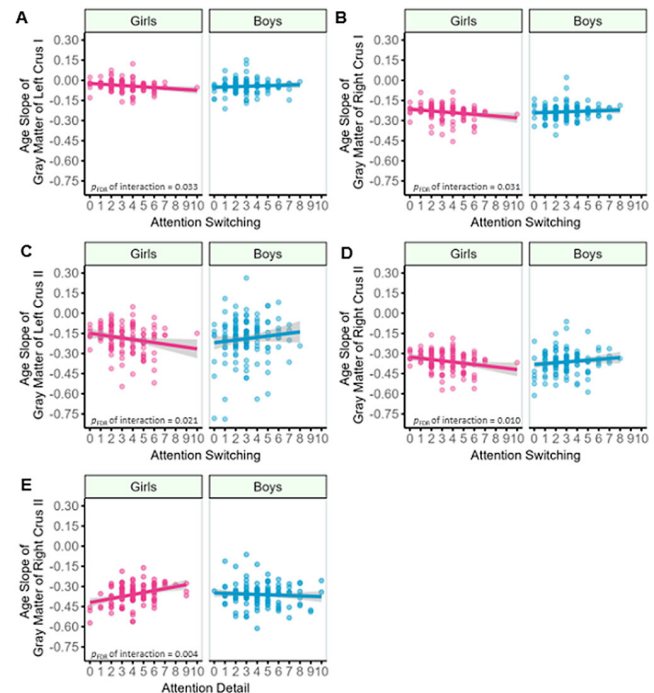 A
Girls
Boys
Age Slope of
Gray Matter of Left Crus I
0.30
0.15
0.00
-0.15
-0.30
-0.45
-0.60
-0.75
pFDR of interaction = 0.033
0 1 2 3 4 5 6 7 8 9 10
0 1 2 3 4 5 6 7 8 9 10
Attention Switching
B
Girls
Boys
Age Slope of
Gray Matter of Right Crus I
0.30
0.15
0.00
-0.15
-0.30
-0.45
-0.60
-0.75
pFDR of interaction = 0.031
0 1 2 3 4 5 6 7 8 9 10
0 1 2 3 4 5 6 7 8 9 10
Attention Switching
C
Girls
Boys
Age Slope of
Gray Matter of Left Crus II
0.30
0.15
0.00
-0.15
-0.30
-0.45
-0.60
-0.75
pFDR of interaction = 0.021
0 1 2 3 4 5 6 7 8 9 10
0 1 2 3 4 5 6 7 8 9 10
Attention Switching
D
Girls
Boys
Age Slope of
Gray Matter of Right Crus II
0.30
0.15
0.00
-0.15
-0.30
-0.45
-0.60
-0.75
pFDR of interaction = 0.010
0 1 2 3 4 5 6 7 8 9 10
0 1 2 3 4 5 6 7 8 9 10
Attention Switching
E
Girls
Boys
Age Slope of
Gray Matter of Right Crus II
0.30
0.15
0.00
-0.15
-0.30
-0.45
-0.60
-0.75
pFDR of interaction = 0.004
0 1 2 3 4 5 6 7 8 9 10
0 1 2 3 4 5 6 7 8 9 10
Attention Detail